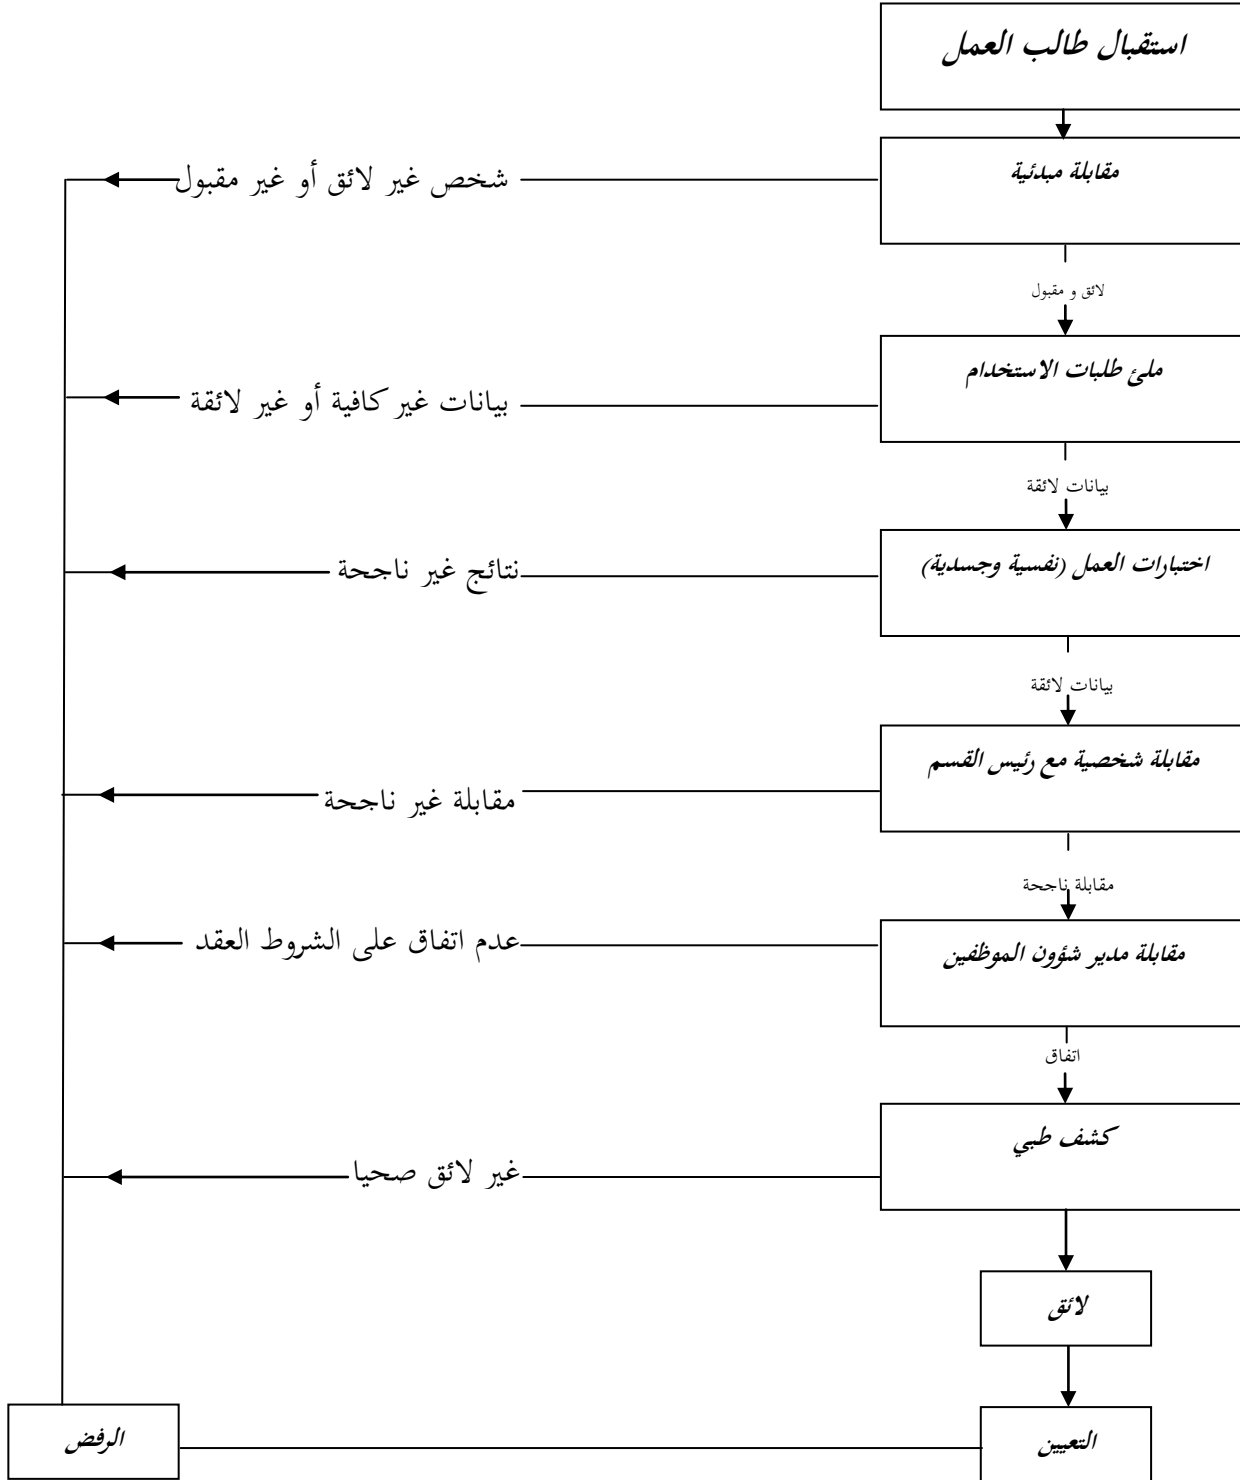 استقبال طالب العمل
مقابلة مبدئية
شخص غير لائق أو غير مقبول
لائق و مقبول
ملئ طلبات الاستخدام
بيانات غير كافية أو غير لائقة
بيانات لائقة
اختبارات العمل (نفسية وجسدية)
نتائج غير ناجحة
بيانات لائقة
مقابلة شخصية مع رئيس القسم
مقابلة غير ناجحة
مقابلة ناجحة
مقابلة مدير شؤون الموظفين
عدم اتفاق على الشروط العقد
اتفاق
كشف طبي
غير لائق صحيا
لائق
التعيين
الرفض